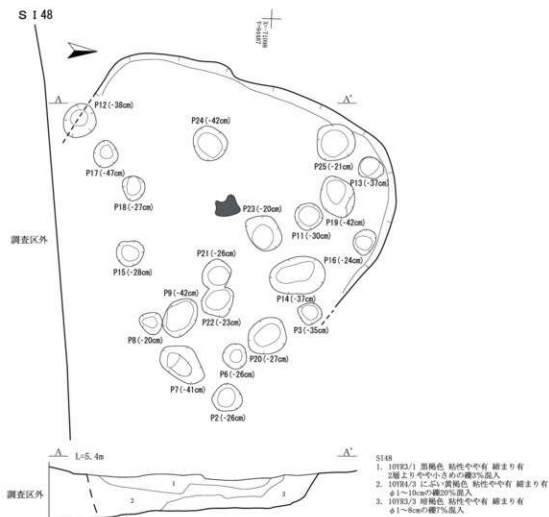 SI48
P12(-38cm)
P24(-42cm)
P17(-47cm)
P25(-21cm)
P13(-37cm)
P18(-27cm)
P23(-20cm)
P11(-30cm)
P19(-42cm)
調査区外
P15(-28cm)
P21(-26cm)
P16(-24cm)
P9(-42cm)
P14(-37cm)
P22(-23cm)
P3(-35cm)
P8(-20cm)
P20(-27cm)
P6(-26cm)
P7(-41cm)
P2(-26cm)
A
A'
A
L=5.4m
A'
調査区外
1
2
3
SI48
1. 10YR3/1 黒褐色 粘性やや有 締まり有
2層よりやや小さめの礫3%混入
2. 10YR4/3 にぶい黄褐色 粘性やや有 締まり有
φ1~10cmの礫20%混入
3. 10YR3/3 暗褐色 粘性やや有 締まり有
φ1~8cmの礫7%混入